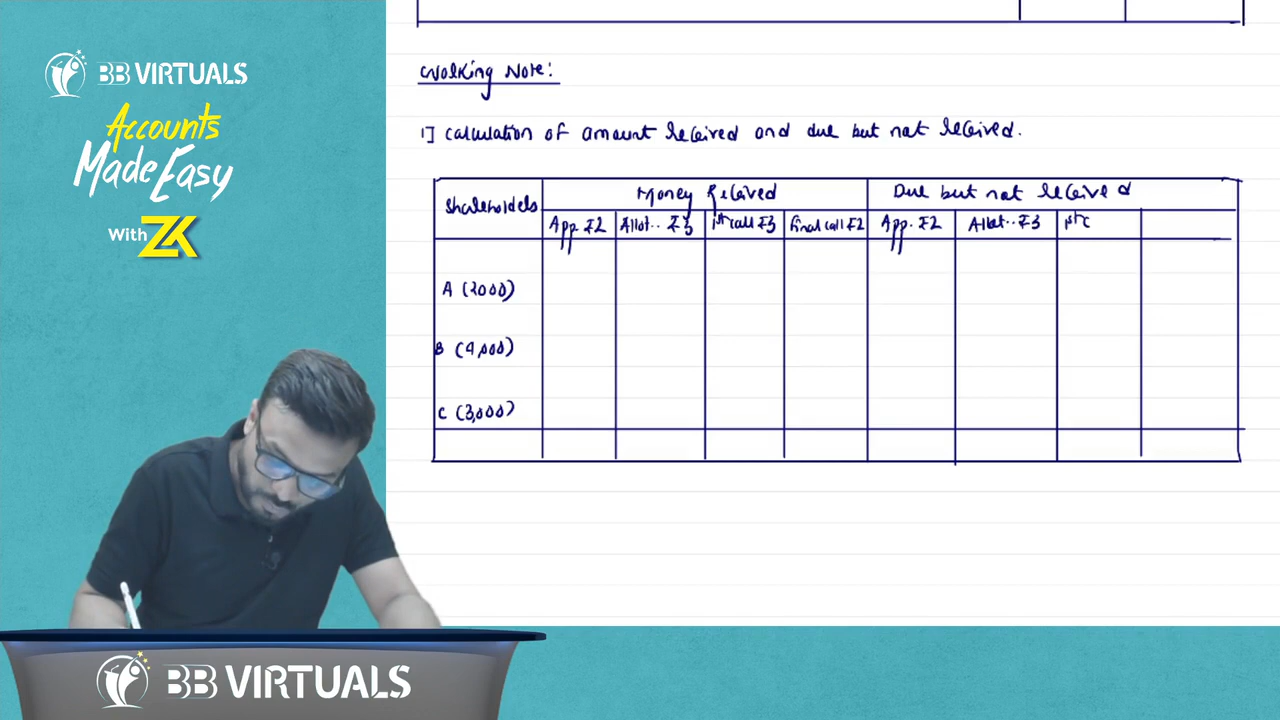 BB VIRTUALS
Accounts
Made Easy
With ZK
Working Note:
1] Calculation of amount received and due but not received.
Shareholders
Money Received
Due but not received
App. ₹2
Allot.. ₹3
1st call ₹3
Final call ₹2
App. ₹2
Allot.. ₹3
1st C
A (2000)
B (4,000)
C (3,000)
BB VIRTUALS